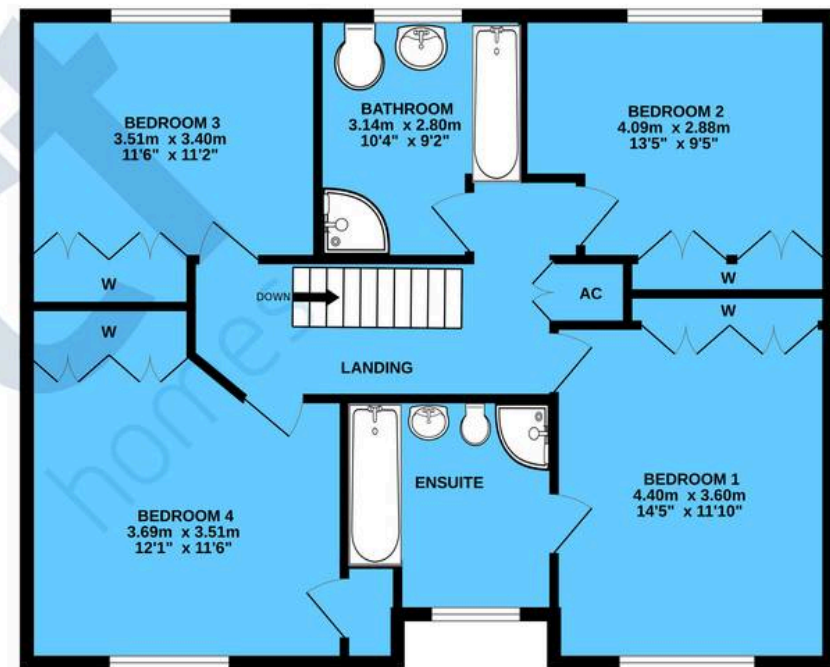 BEDROOM 3
3.51m x 3.40m
11'6" x 11'2"
BATHROOM
3.14m x 2.80m
10'4" x 9'2"
BEDROOM 2
4.09m x 2.88m
13'5" x 9'5"
W
W
AC
W
W
DOWN
LANDING
ENSUITE
BEDROOM 1
4.40m x 3.60m
14'5" x 11'10"
BEDROOM 4
3.69m x 3.51m
12'1" x 11'6"
homes